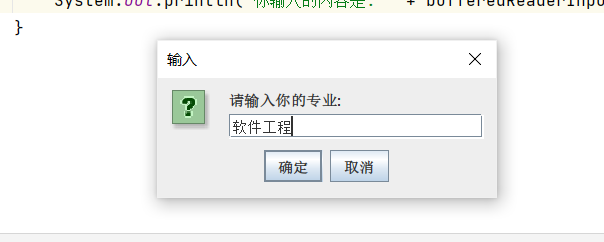 System.out.println("你输入的内容是:    " + bufferedReaderInpu
}
输入
请输入你的专业:
软件工程
确定 取消